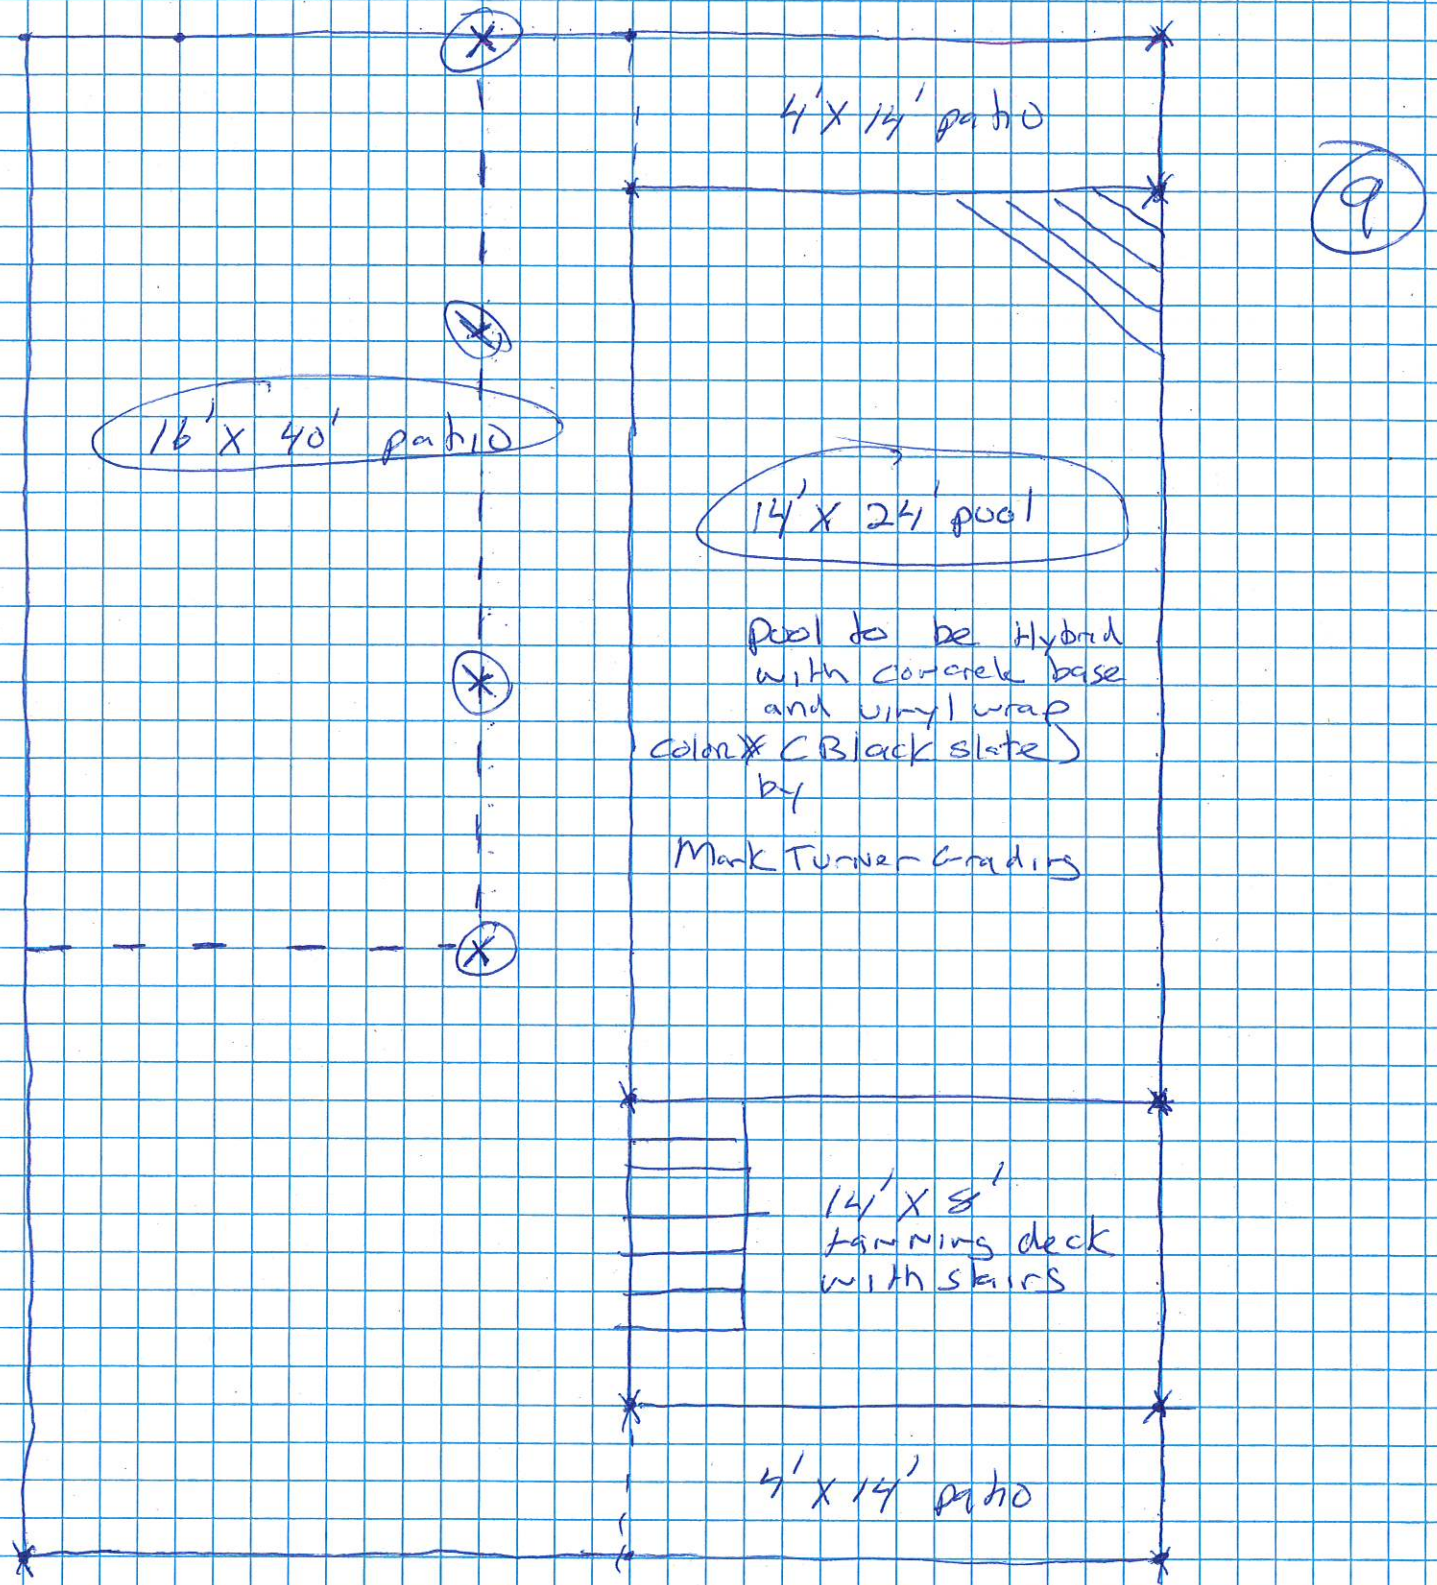 4' X 14' patio
9
16' X 40' patio
14' X 24' pool
pool to be Hybrid
with concrete base
and vinyl wrap
color (Black slate)
by
Mark Turner Grading
14' X 8'
tanning deck
with stairs
4' X 14' patio